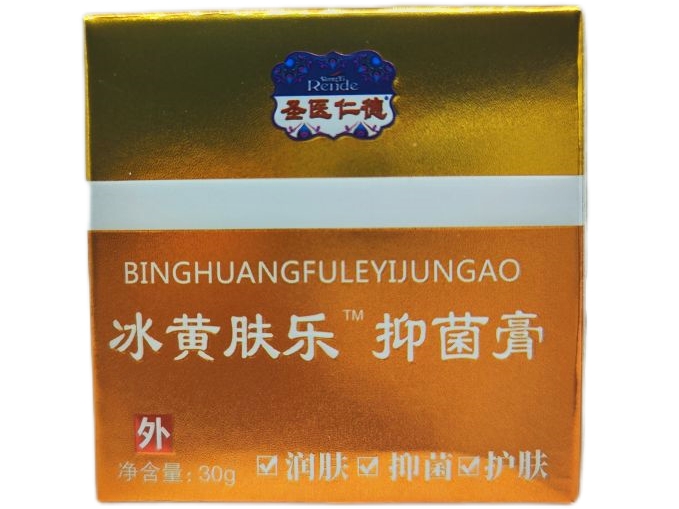 Rende
圣医仁德
BINGHUANGFULEYIJUNGAO
冰黄肤乐™抑菌膏
外
净含量:30g
☑润肤☑抑菌☑护肤